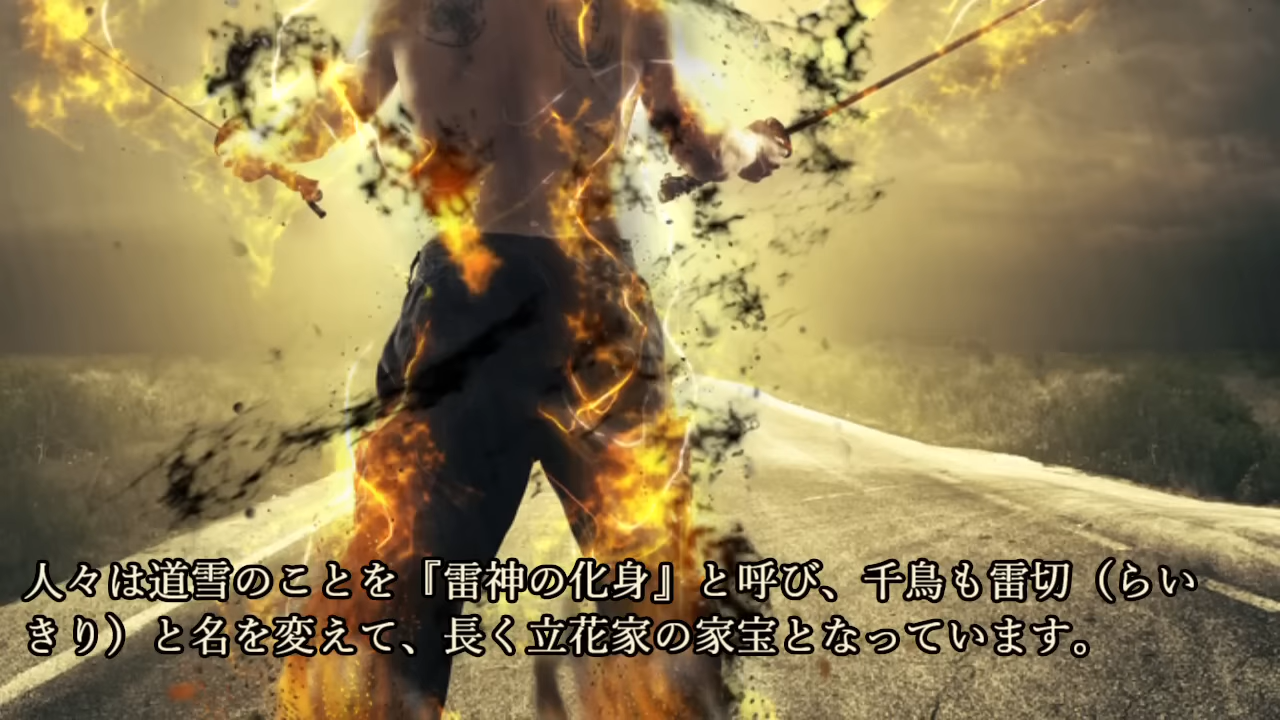 人々は道雪のことを『雷神の化身』と呼び、千鳥も雷切（らい
きり）と名を変えて、長く立花家の家宝となっています。